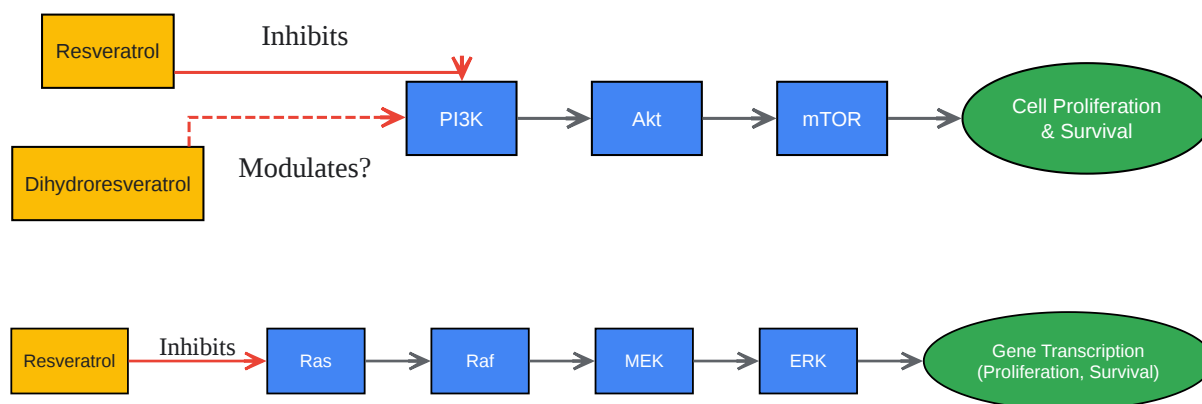 Resveratrol
Inhibits
PI3K
Akt
mTOR
Cell Proliferation
& Survival
Dihydroresveratrol
Modulates?
Resveratrol
Inhibits
Ras
Raf
MEK
ERK
Gene Transcription
(Proliferation, Survival)